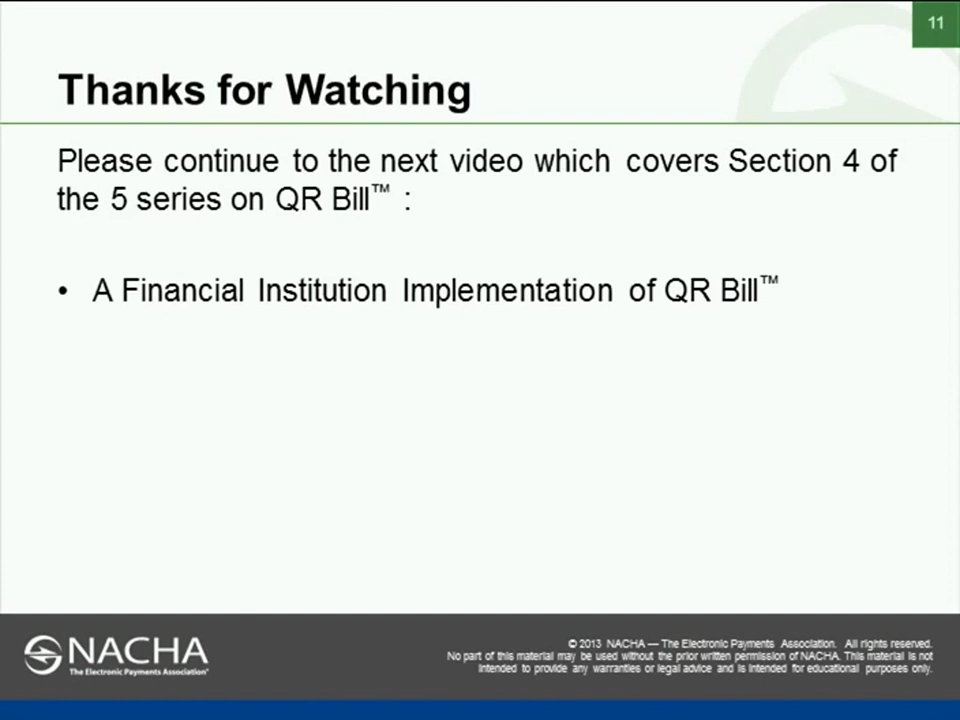 11
Thanks for Watching
Please continue to the next video which covers Section 4 of
the 5 series on QR Bill™ :
• A Financial Institution Implementation of QR Bill™
NACHA
The Electronic Payments Association®
© 2013 NACHA — The Electronic Payments Association. All rights reserved.
No part of this material may be used without the prior written permission of NACHA. This material is not
intended to provide any warranties or legal advice and is intended for educational purposes only.